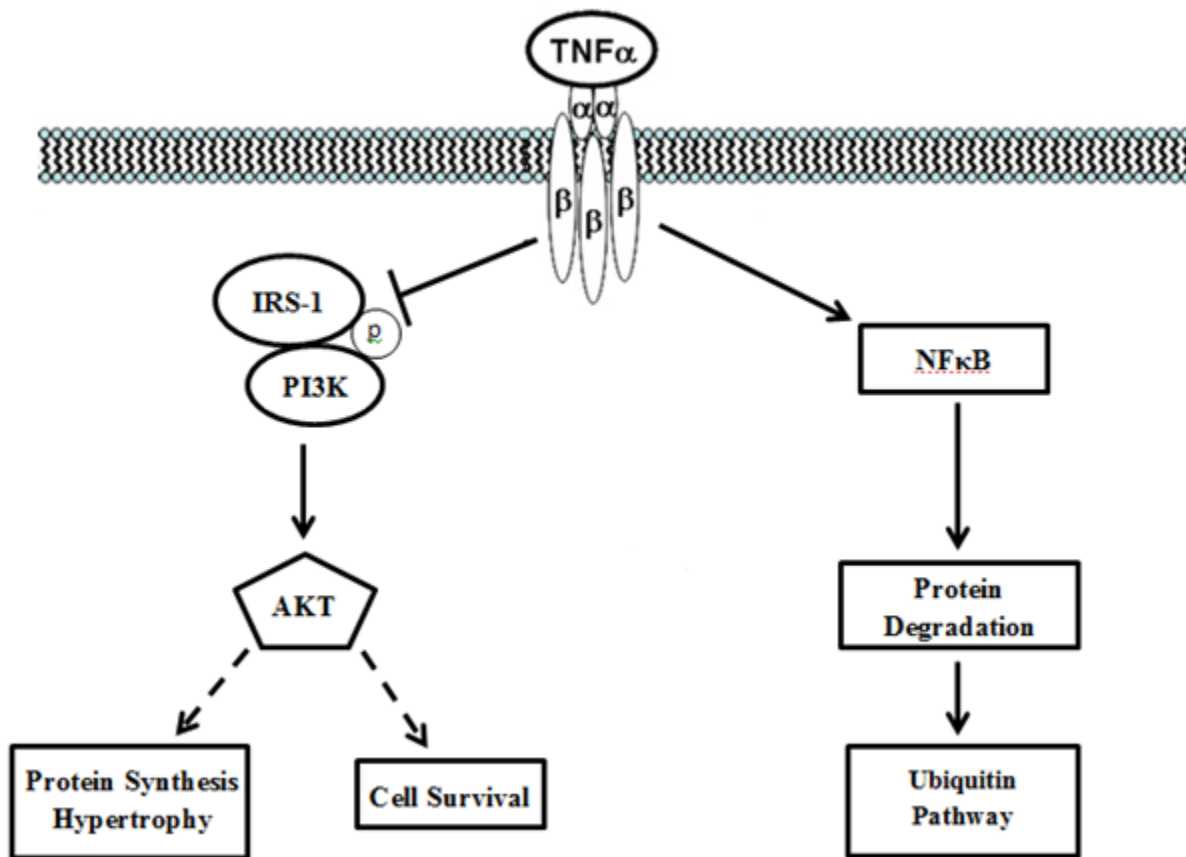 TNFα
α α
β β β
IRS-1
p
PI3K
NFκB
AKT
Protein
Degradation
Protein Synthesis
Hypertrophy
Cell Survival
Ubiquitin
Pathway